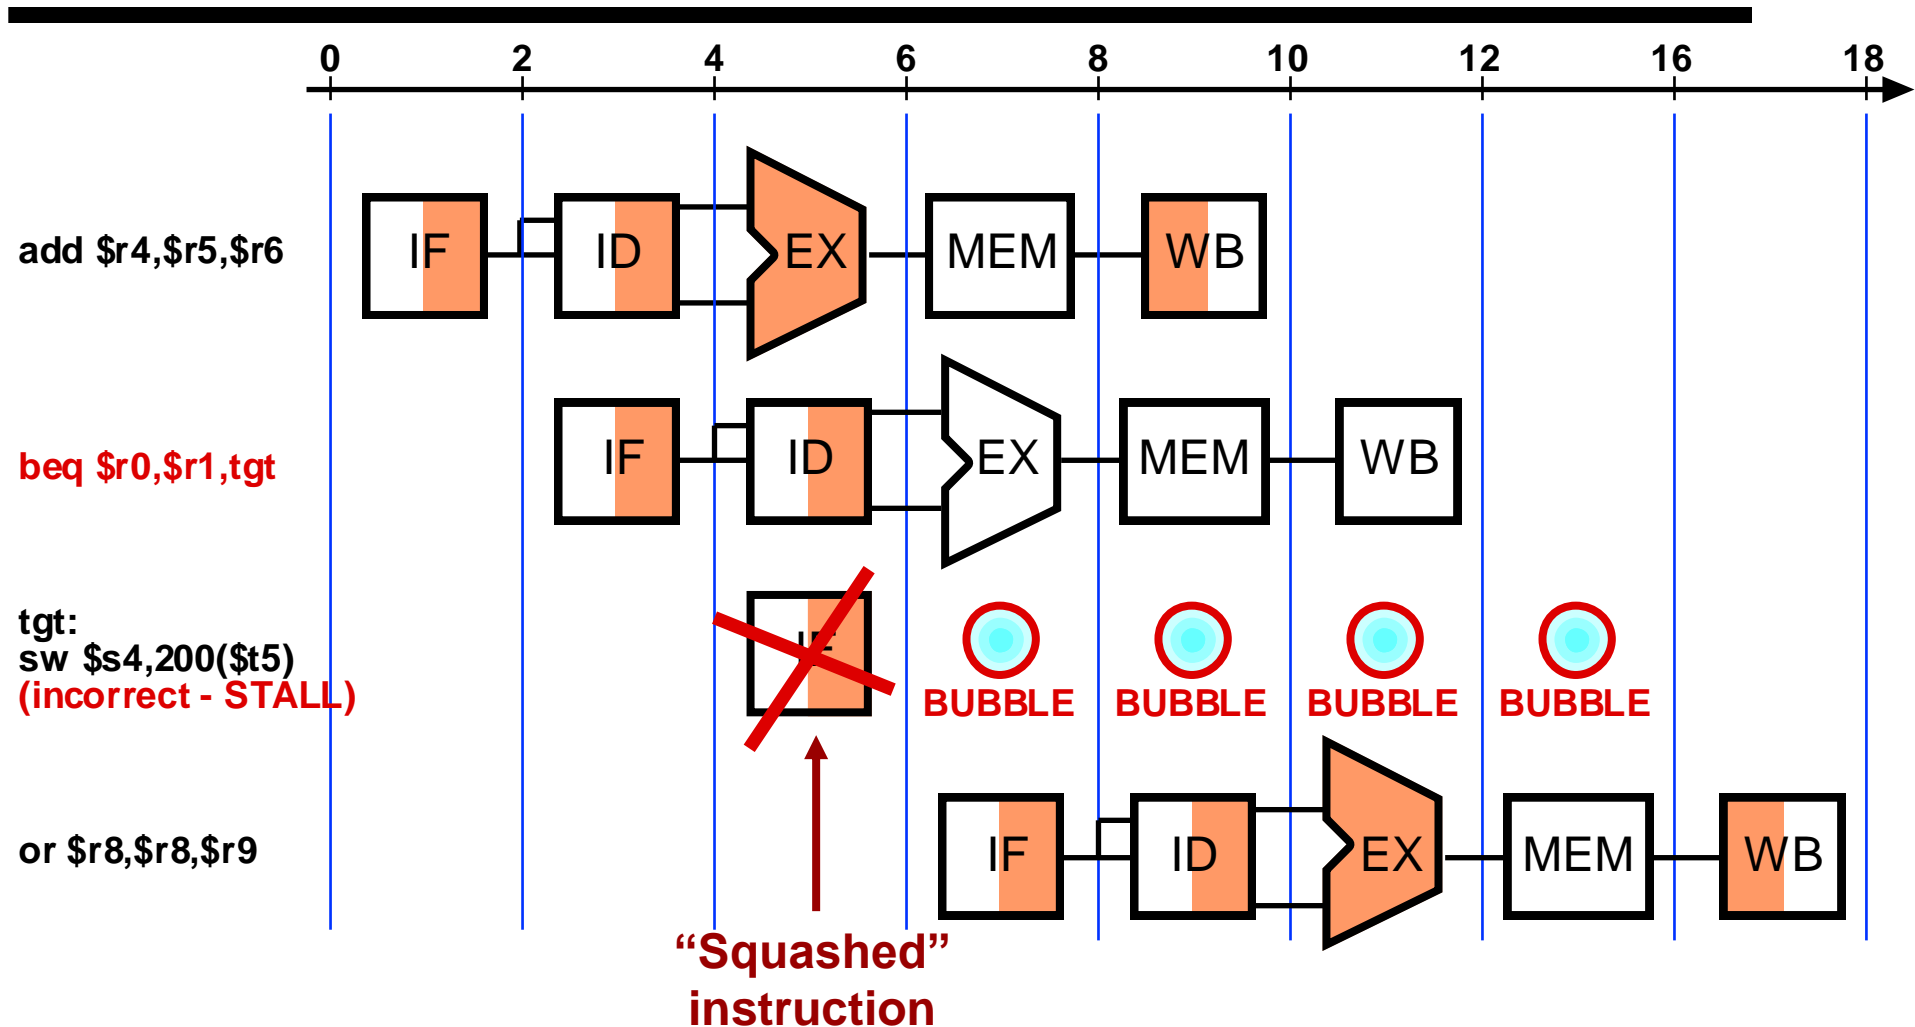 0 2 4 6 8 10 12 16 18
add $r4,$r5,$r6 IF ID EX MEM WB
beq $r0,$r1,tgt IF ID EX MEM WB
tgt:
sw $s4,200($t5) IF
(incorrect - STALL) BUBBLE BUBBLE BUBBLE BUBBLE
or $r8,$r8,$r9 IF ID EX MEM WB
“Squashed”
instruction